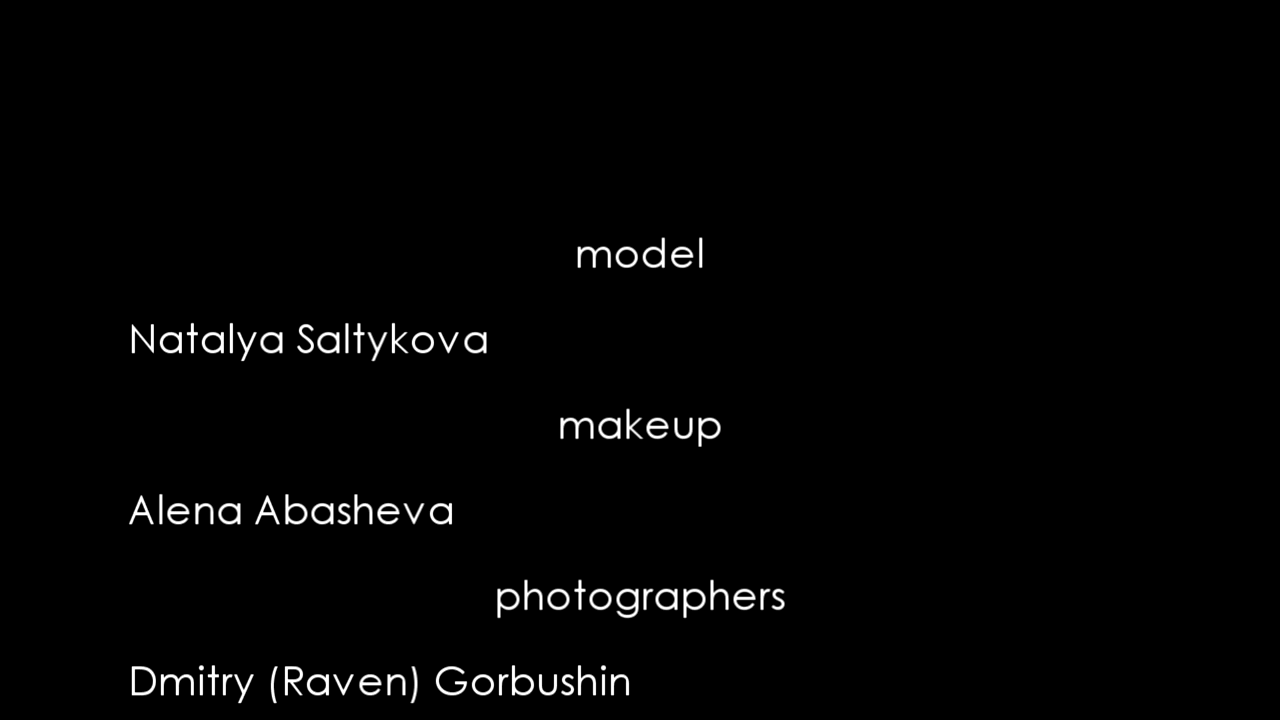 model
Natalya Saltykova
makeup
Alena Abasheva
photographers
Dmitry (Raven) Gorbushin